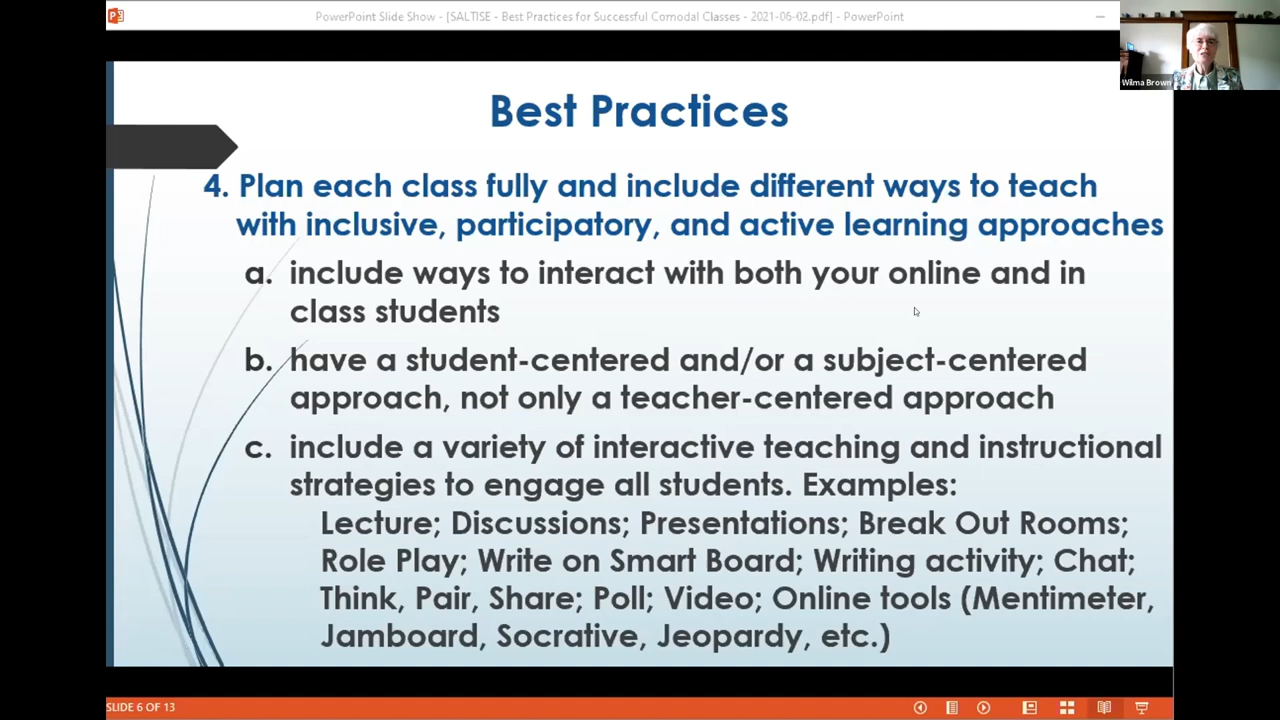 PowerPoint Slide Show - [SALTISE - Best Practices for Successful Comodal Classes - 2021-06-02.pdf] - PowerPoint
Wilma Brown
Best Practices
4. Plan each class fully and include different ways to teach
with inclusive, participatory, and active learning approaches
a. include ways to interact with both your online and in
class students
b. have a student-centered and/or a subject-centered
approach, not only a teacher-centered approach
c. include a variety of interactive teaching and instructional
strategies to engage all students. Examples:
Lecture; Discussions; Presentations; Break Out Rooms;
Role Play; Write on Smart Board; Writing activity; Chat;
Think, Pair, Share; Poll; Video; Online tools (Mentimeter,
Jamboard, Socrative, Jeopardy, etc.)
SLIDE 6 OF 13